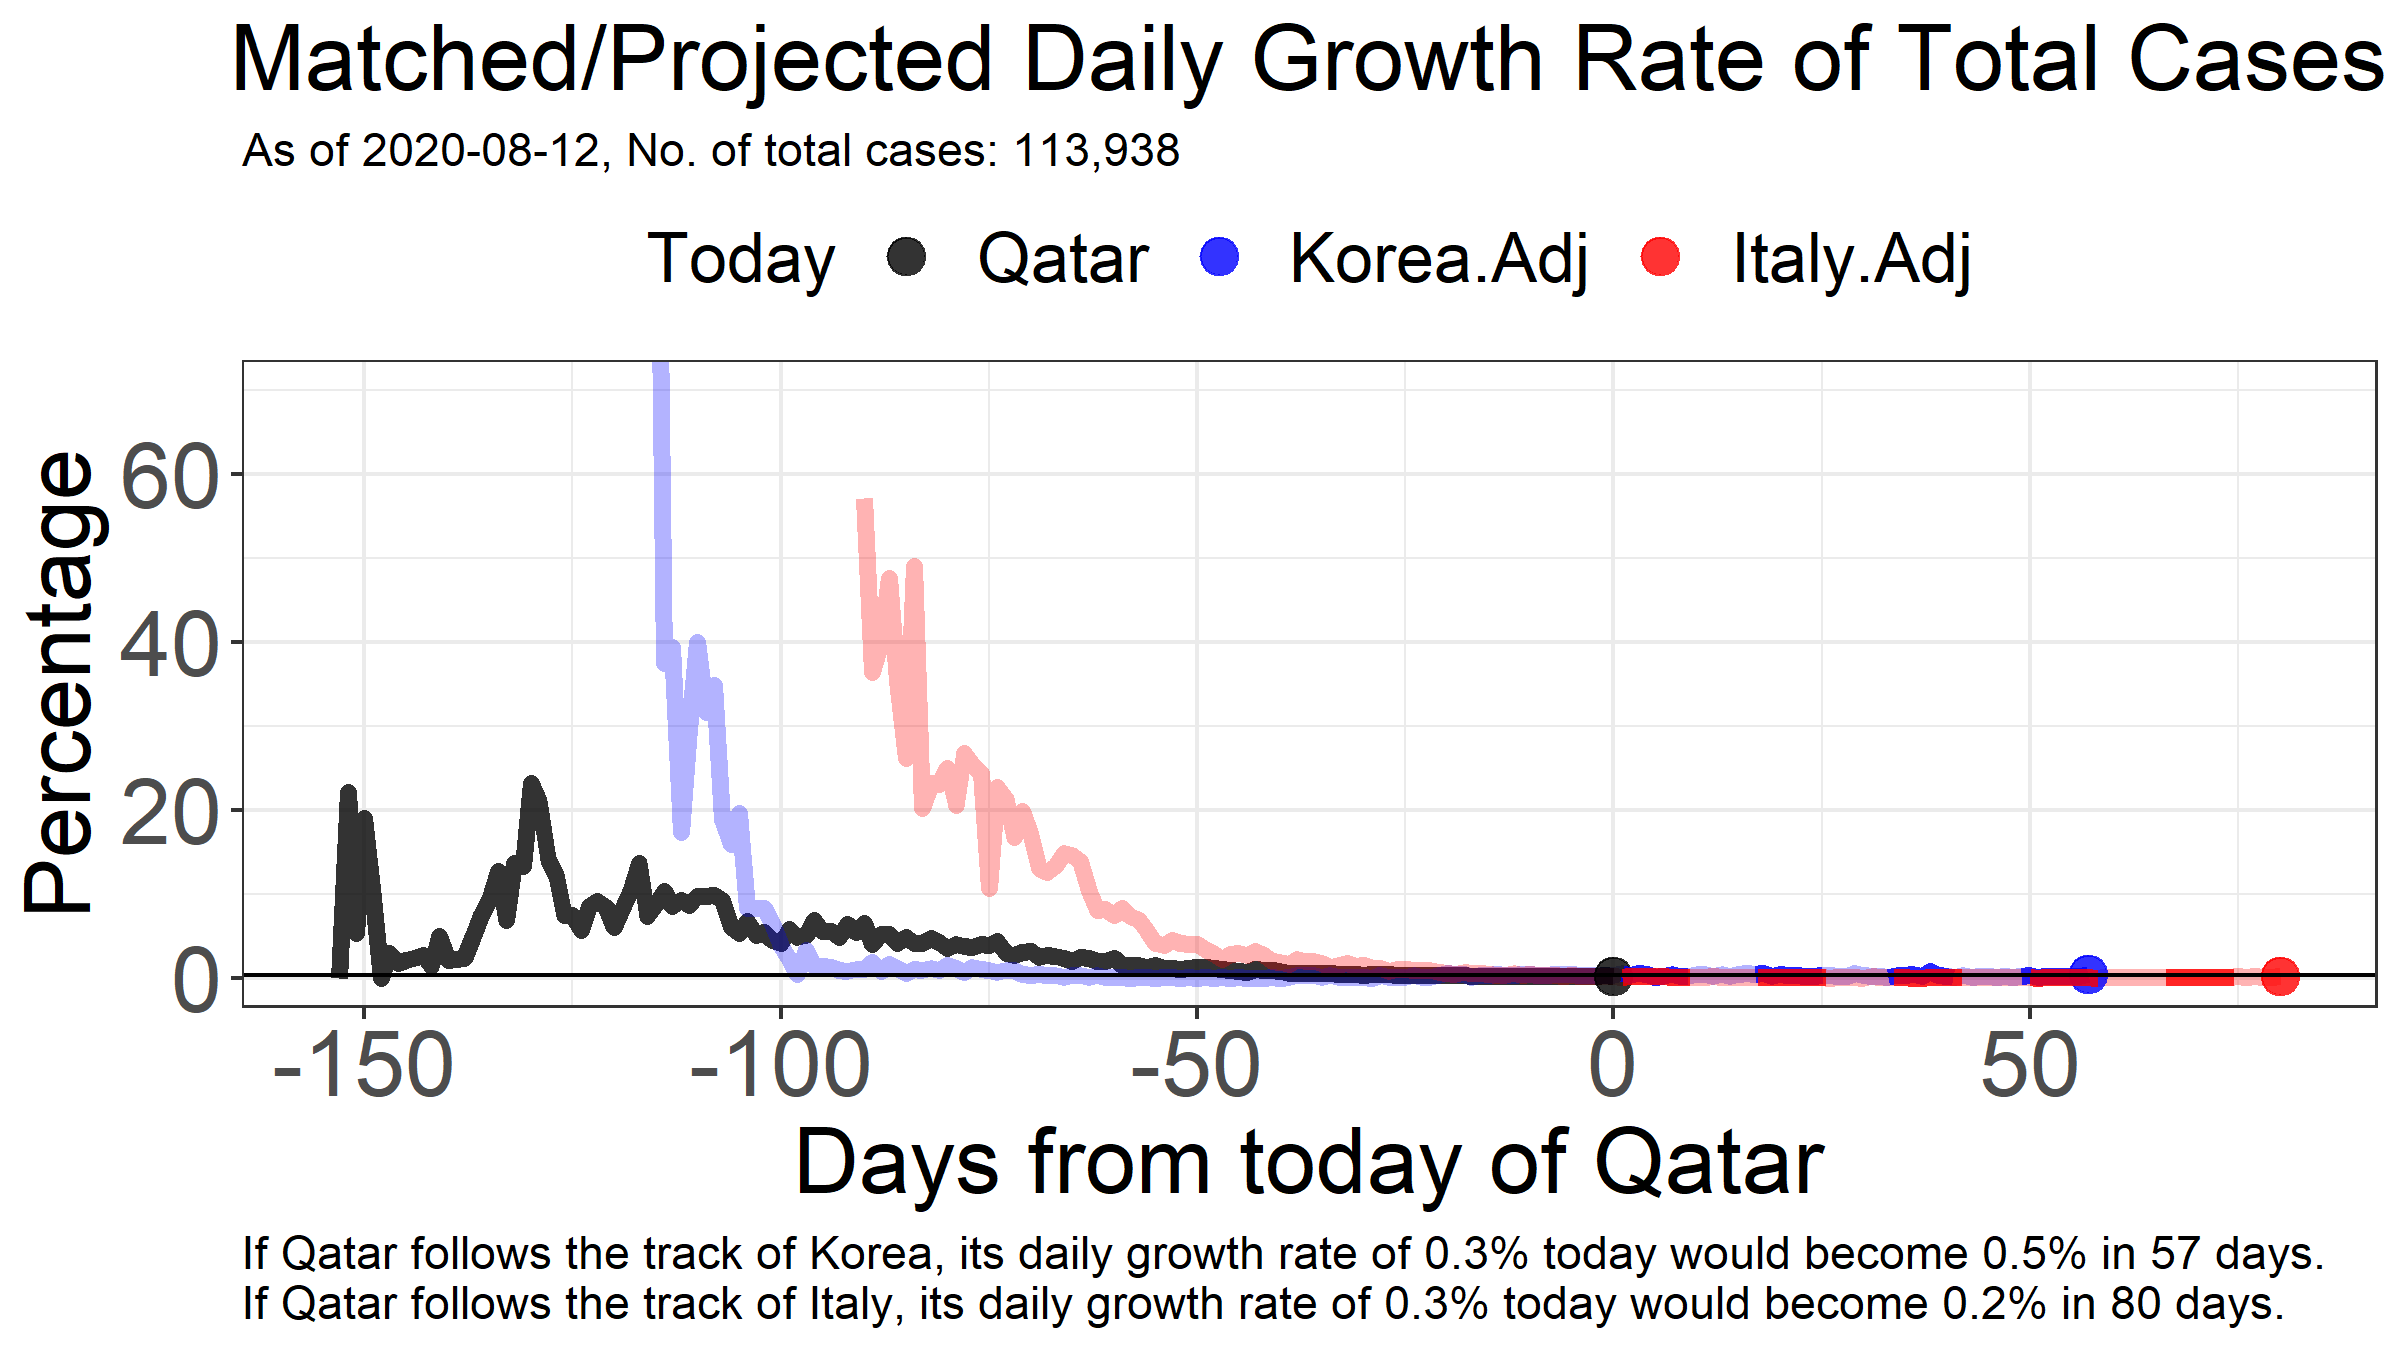 Matched/Projected Daily Growth Rate of Total Cases
As of 2020-08-12, No. of total cases: 113,938
Today Qatar Korea.Adj Italy.Adj
Percentage
60
40
20
0
-150 -100 -50 0 50
Days from today of Qatar
If Qatar follows the track of Korea, its daily growth rate of 0.3% today would become 0.5% in 57 days.
If Qatar follows the track of Italy, its daily growth rate of 0.3% today would become 0.2% in 80 days.